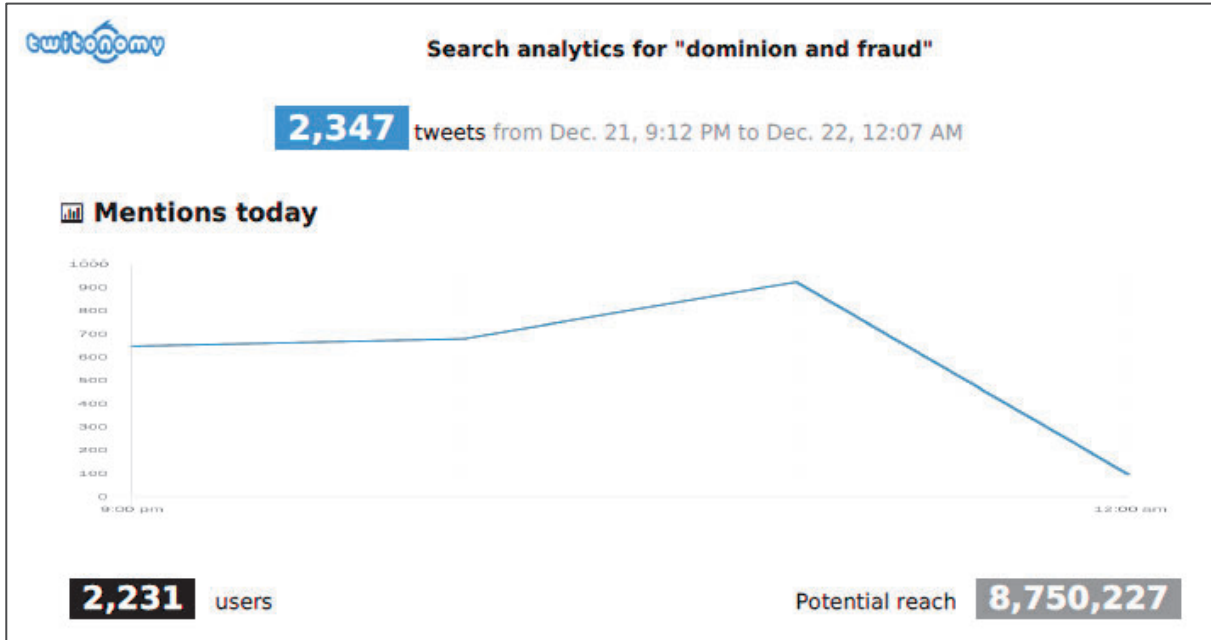 twitonomy
Search analytics for "dominion and fraud"
2,347 tweets from Dec. 21, 9:12 PM to Dec. 22, 12:07 AM
Mentions today
1000
900
800
700
600
500
400
300
200
100
0
9:00 pm 12:00 am
2,231 users Potential reach 8,750,227